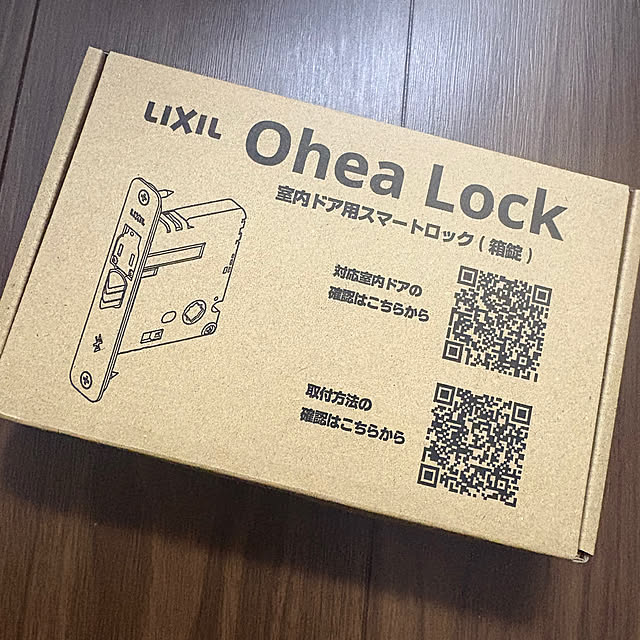 LIXIL
Ohea Lock
室内ドア用スマートロック(箱錠)
LIXIL
対応室内ドアの
確認はこちらから
取付方法の
確認はこちらから